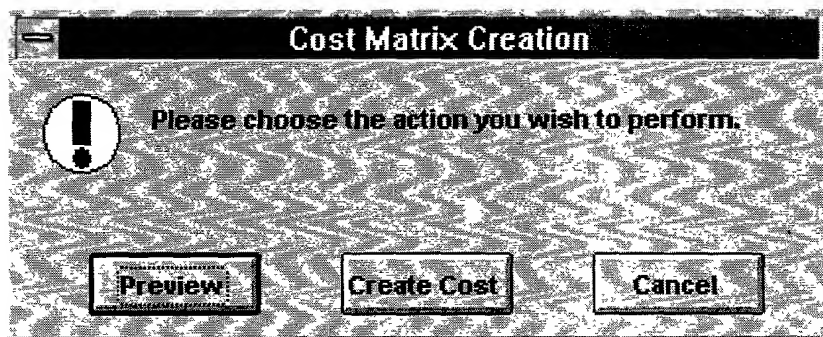 Cost Matrix Creation
Please choose the action you wish to perform.
Preview Create Cost Cancel